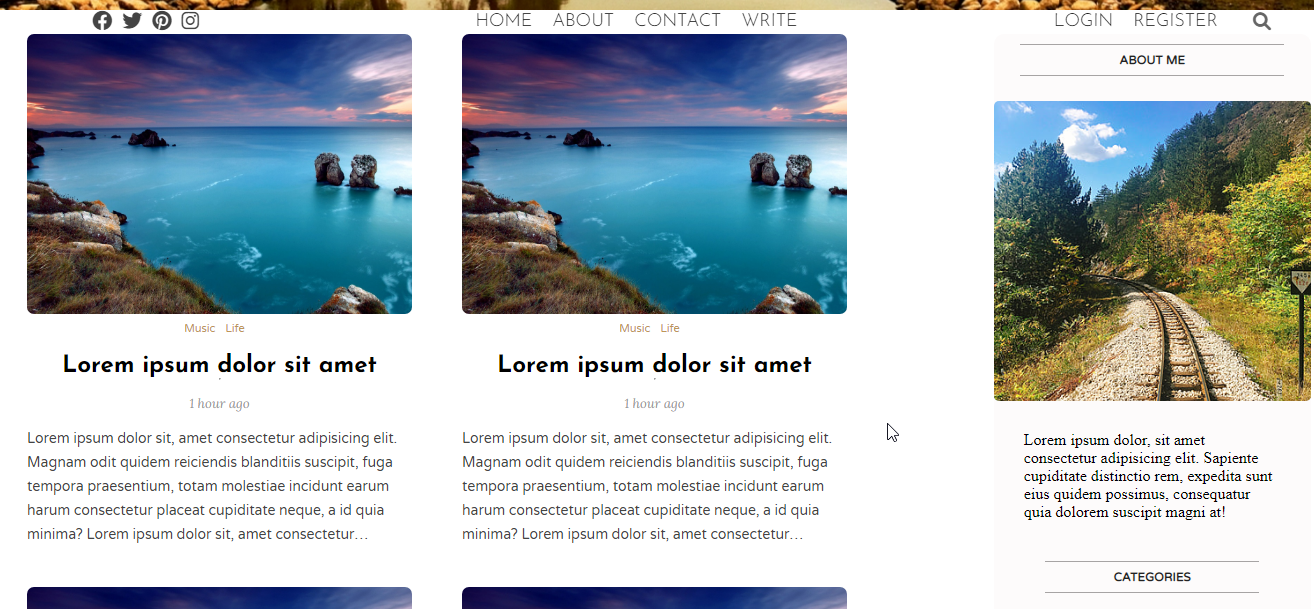 HOME ABOUT CONTACT WRITE
LOGIN REGISTER
Music Life
Lorem ipsum dolor sit amet
1 hour ago
Lorem ipsum dolor sit, amet consectetur adipisicing elit.
Magnam odit quidem reiciendis blanditiis suscipit, fuga
tempora praesentium, totam molestiae incidunt earum
harum consectetur placeat cupiditate neque, a id quia
minima? Lorem ipsum dolor sit, amet consectetur…
Music Life
Lorem ipsum dolor sit amet
1 hour ago
Lorem ipsum dolor sit, amet consectetur adipisicing elit.
Magnam odit quidem reiciendis blanditiis suscipit, fuga
tempora praesentium, totam molestiae incidunt earum
harum consectetur placeat cupiditate neque, a id quia
minima? Lorem ipsum dolor sit, amet consectetur…
ABOUT ME
Lorem ipsum dolor, sit amet
consectetur adipisicing elit. Sapiente
cupiditate distinctio rem, expedita sunt
eius quidem possimus, consequatur
quia dolorem suscipit magni at!
CATEGORIES